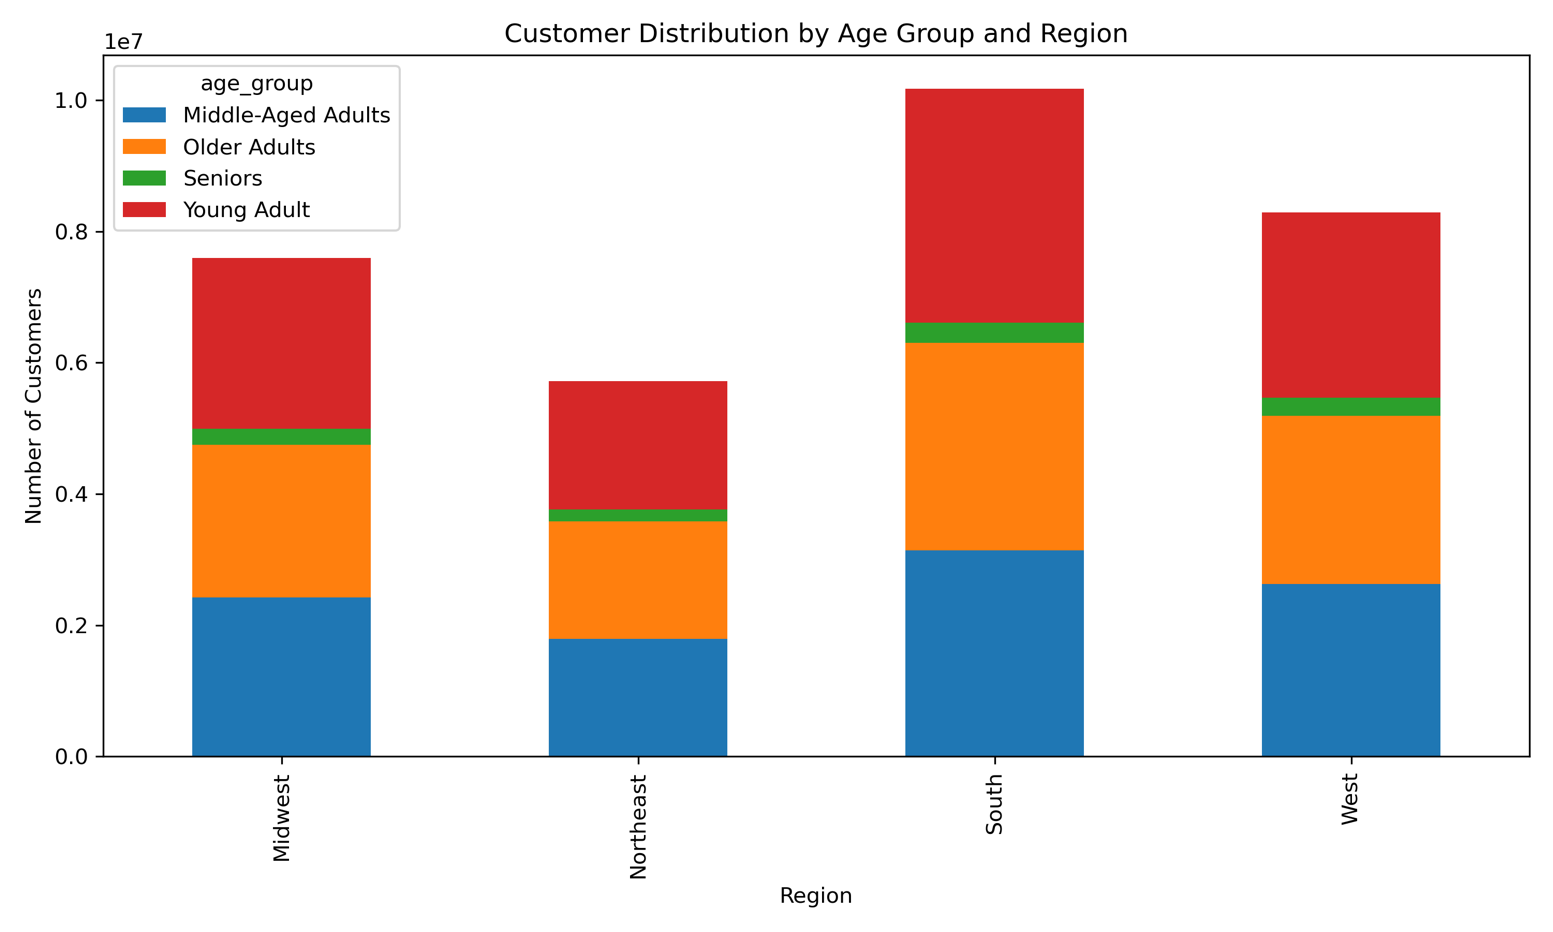 Customer Distribution by Age Group and Region
1e7
age_group
Middle-Aged Adults
Older Adults
Seniors
Young Adult
Number of Customers
1.0
0.8
0.6
0.4
0.2
0.0
Midwest
Northeast
South
West
Region